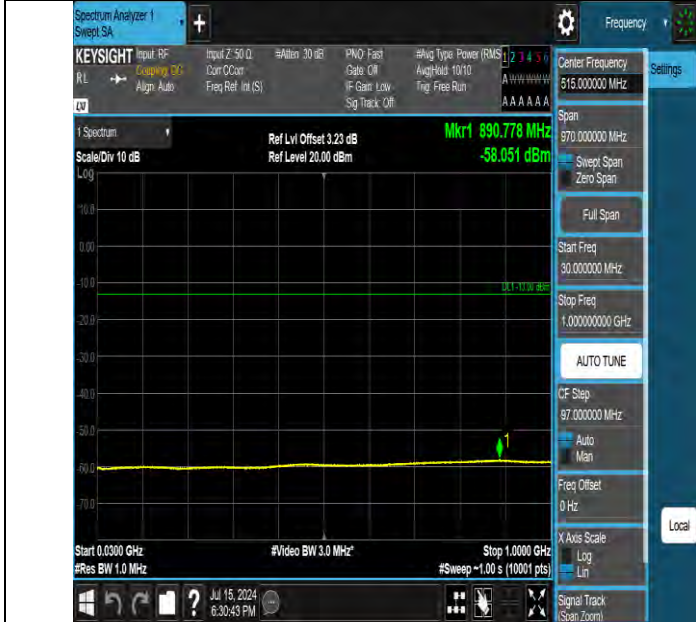 Spectrum Analyzer 1
Swept SA
+
Frequency
KEYSIGHT Input: RF
Input Z: 50 Ω
#Atten: 30 dB
PNO: Fast
#Avg Type: Power (RMS
1 2 3 4 5 6
RL
Coupling: DC
Corr CCorr
Gate: Off
Avg|Hold: 10/10
A W W W W W
Align: Auto
Freq Ref: Int (S)
IF Gain: Low
Trig: Free Run
Sig Track: Off
A A A A A A
LXI
1 Spectrum
Scale/Div 10 dB
Ref Lvl Offset 3.23 dB
Ref Level 20.00 dBm
Mkr1 890.778 MHz
-58.051 dBm
Log
10.0
0.00
-10.0
DL1 -13.00 dBm
-20.0
-30.0
-40.0
-50.0
1
-60.0
-70.0
Start 0.0300 GHz
#Video BW 3.0 MHz*
Stop 1.0000 GHz
#Res BW 1.0 MHz
#Sweep ~1.00 s (10001 pts)
?
Jul 15, 2024
6:30:43 PM
Center Frequency
515.000000 MHz
Settings
Span
970.000000 MHz
Swept Span
Zero Span
Full Span
Start Freq
30.000000 MHz
Stop Freq
1.000000000 GHz
AUTO TUNE
CF Step
97.000000 MHz
Auto
Man
Freq Offset
0 Hz
X Axis Scale
Log
Lin
Local
Signal Track
(Span Zoom)